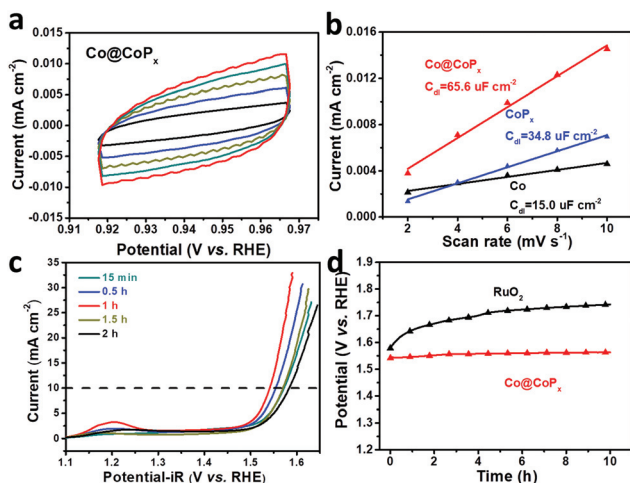 a
Co@CoPx
Current (mA cm-2)
0.015
0.010
0.005
0.000
-0.005
-0.010
-0.015
0.91 0.92 0.93 0.94 0.95 0.96 0.97
Potential (V vs. RHE)
b
Co@CoPx
Cdl=65.6 uF cm-2
CoPx
Cdl=34.8 uF cm-2
Co
Cdl=15.0 uF cm-2
Current (mA cm-2)
0.016
0.012
0.008
0.004
0.000
2 4 6 8 10
Scan rate (mV s-1)
c
15 min
0.5 h
1 h
1.5 h
2 h
Current (mA cm-2)
35
30
25
20
15
10
5
0
1.1 1.2 1.3 1.4 1.5 1.6
Potential-iR (V vs. RHE)
d
RuO2
Co@CoPx
Potential (V vs. RHE)
1.9
1.8
1.7
1.6
1.5
1.4
1.3
1.2
0 2 4 6 8 10
Time (h)